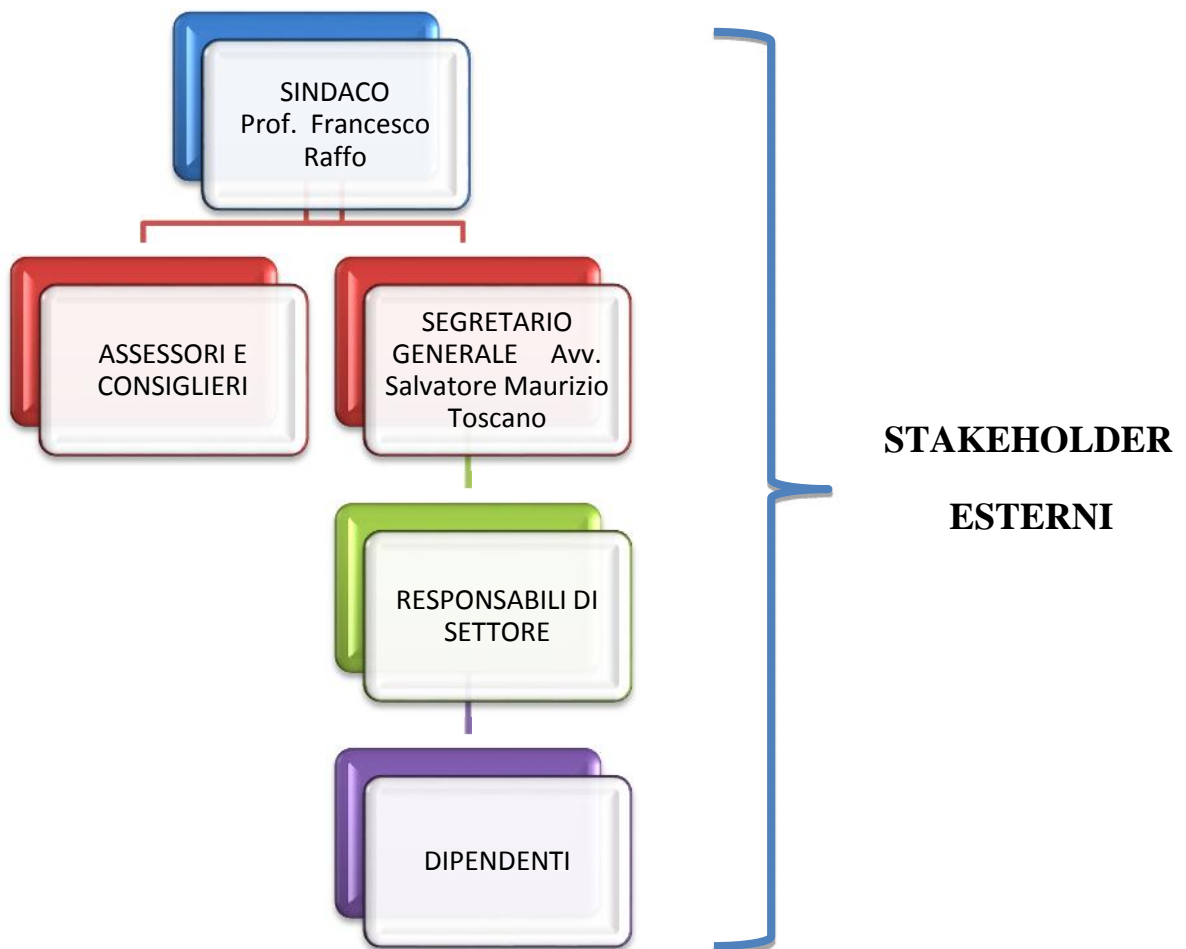 SINDACO
Prof. Francesco
Raffo
ASSESSORI E
CONSIGLIERI
SEGRETARIO
GENERALE Avv.
Salvatore Maurizio
Toscano
RESPONSABILI DI
SETTORE
DIPENDENTI
STAKEHOLDER
ESTERNI